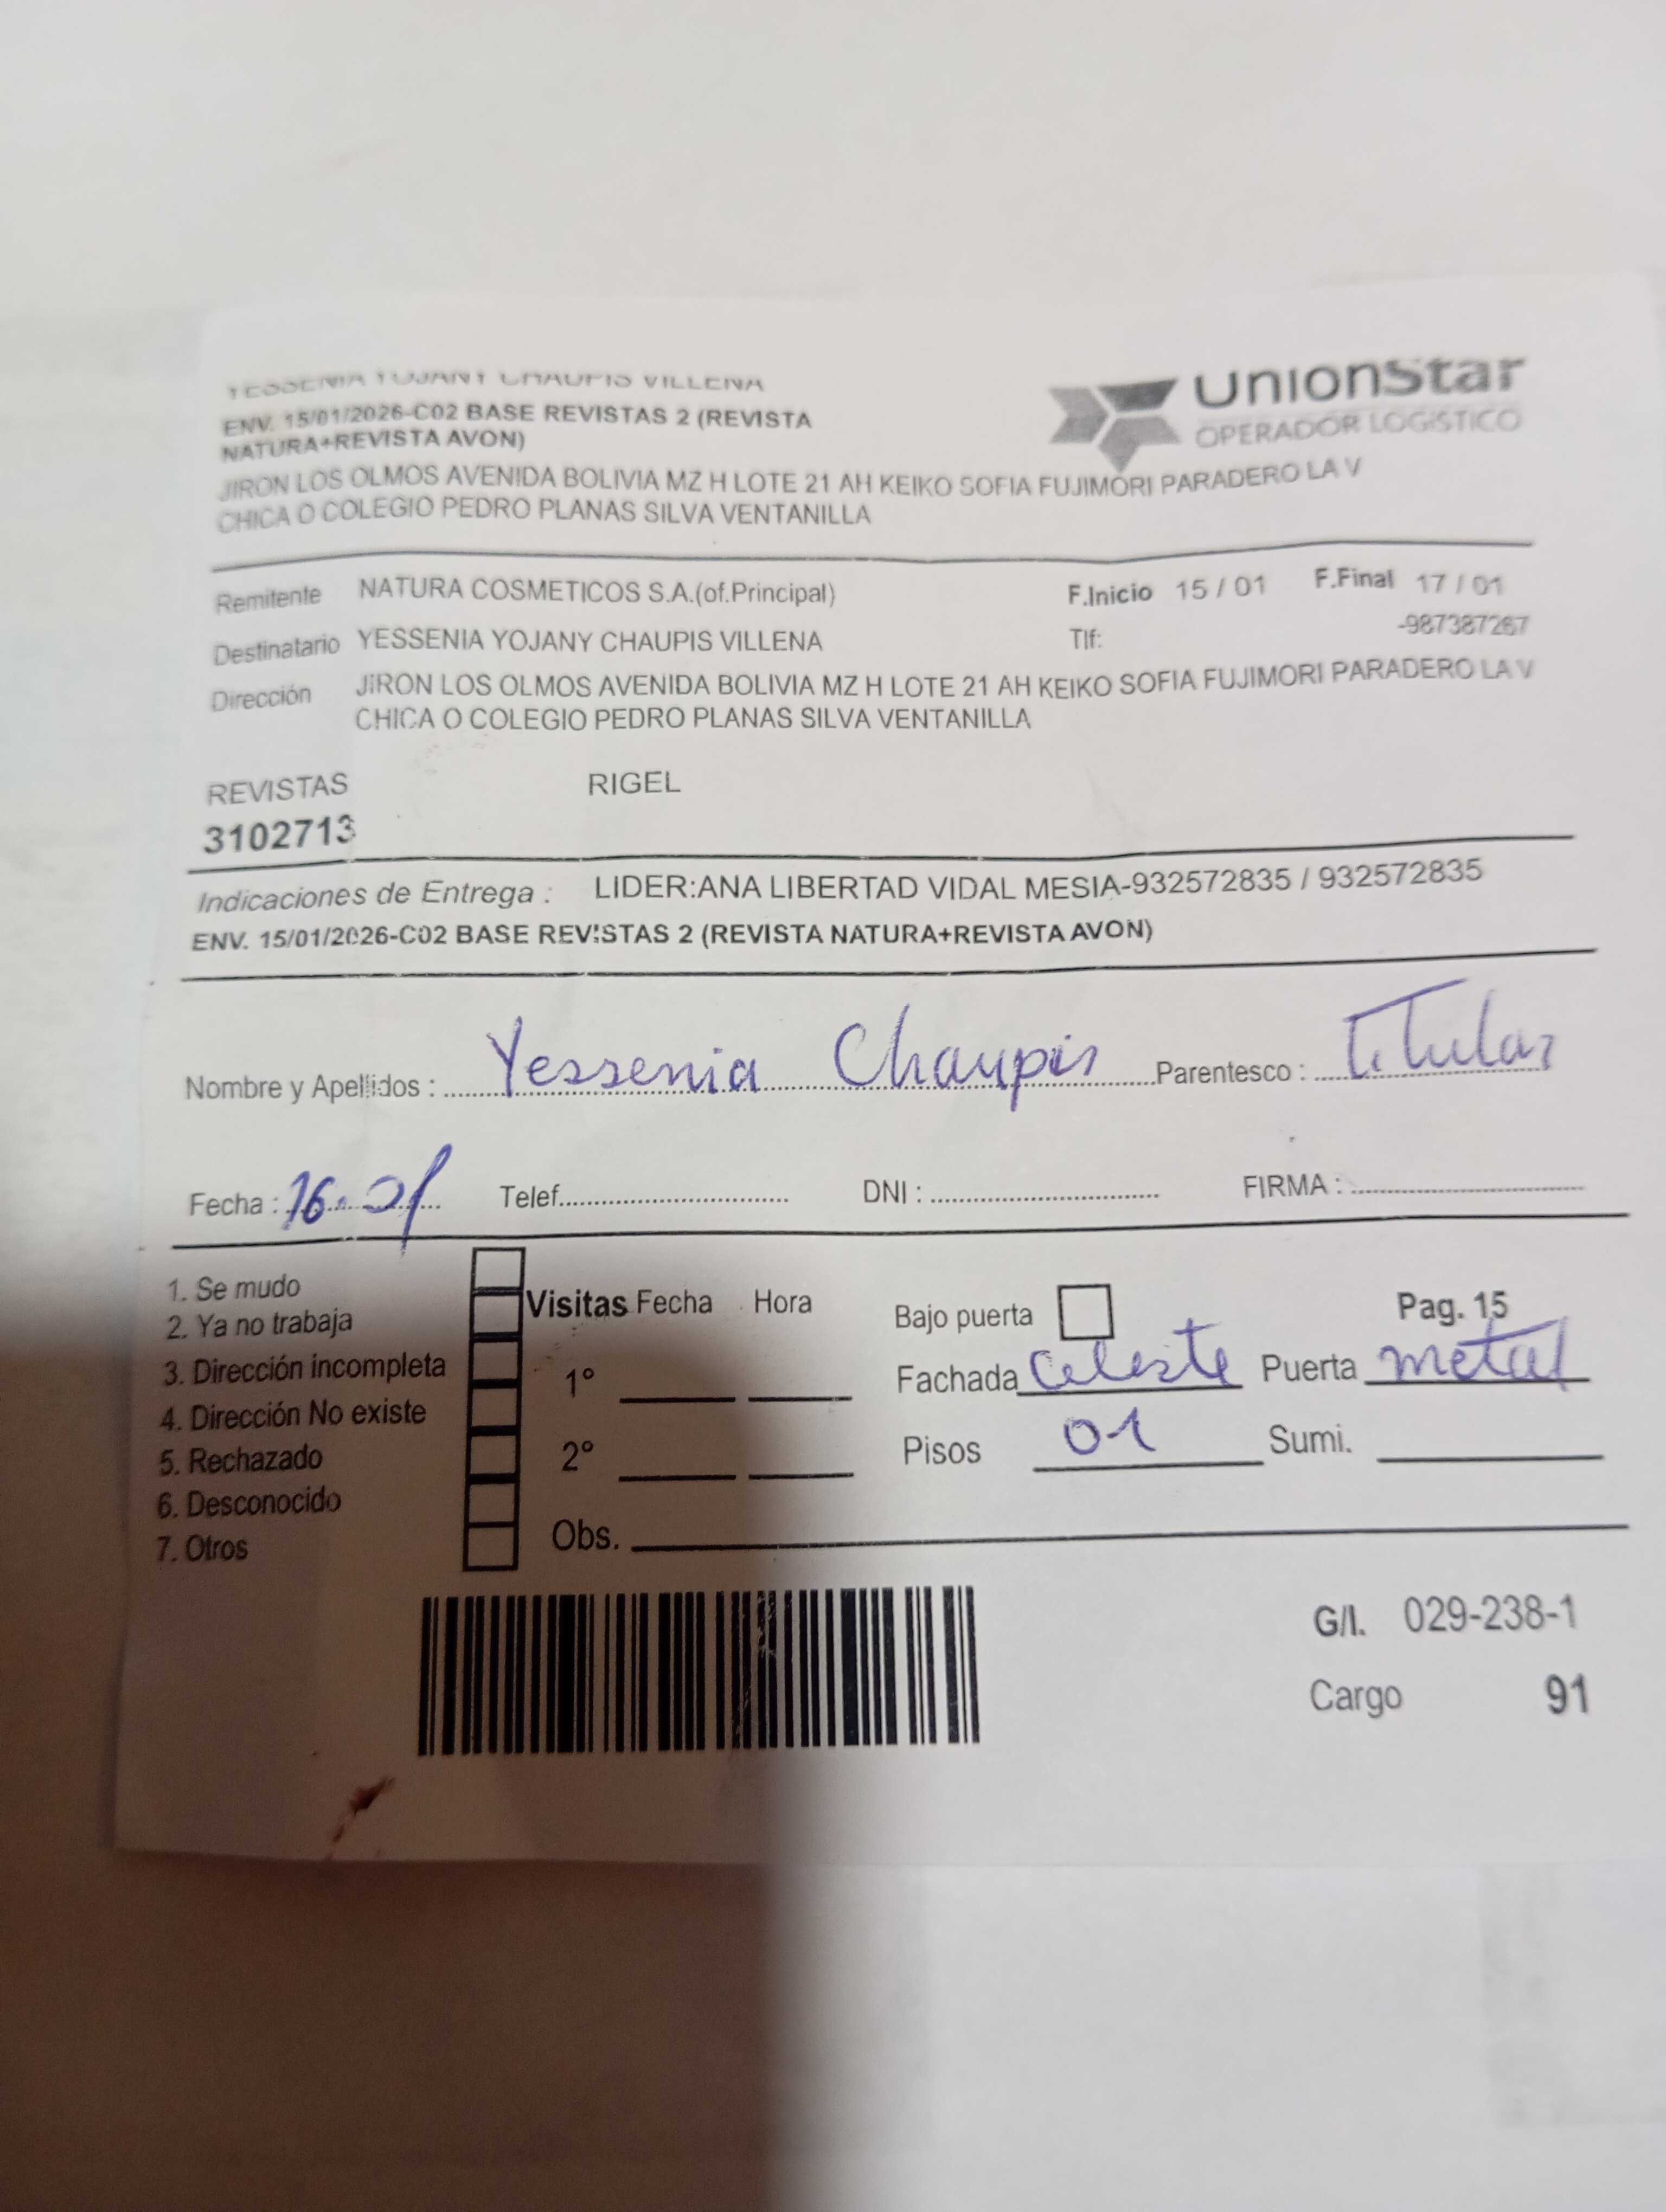 YESSENIA YOJANY CHAUPIS VILLENA
ENV. 15/01/2026-C02 BASE REVISTAS 2 (REVISTA
NATURA+REVISTA AVON)
UnionStar
OPERADOR LOGISTICO
JIRON LOS OLMOS AVENIDA BOLIVIA MZ H LOTE 21 AH KEIKO SOFIA FUJIMORI PARADERO LA V
CHICA O COLEGIO PEDRO PLANAS SILVA VENTANILLA
Remitente NATURA COSMETICOS S.A.(of.Principal) F.Inicio 15 / 01 F.Final 17 / 01
Destinatario YESSENIA YOJANY CHAUPIS VILLENA Tlf: -987387267
Dirección JIRON LOS OLMOS AVENIDA BOLIVIA MZ H LOTE 21 AH KEIKO SOFIA FUJIMORI PARADERO LA V
CHICA O COLEGIO PEDRO PLANAS SILVA VENTANILLA
REVISTAS RIGEL
3102713
Indicaciones de Entrega : LIDER:ANA LIBERTAD VIDAL MESIA-932572835 / 932572835
ENV. 15/01/2026-C02 BASE REVISTAS 2 (REVISTA NATURA+REVISTA AVON)
Nombre y Apellidos : Yessenia Chaupis Parentesco : Titular
Fecha : 16-01 Telef. DNI : FIRMA :
1. Se mudo
2. Ya no trabaja
3. Dirección incompleta
4. Dirección No existe
5. Rechazado
6. Desconocido
7. Otros
Visitas Fecha Hora
1°
2°
Obs.
Bajo puerta Pag. 15
Fachada Celeste Puerta metal
Pisos 01 Sumi.
G/I. 029-238-1
Cargo 91